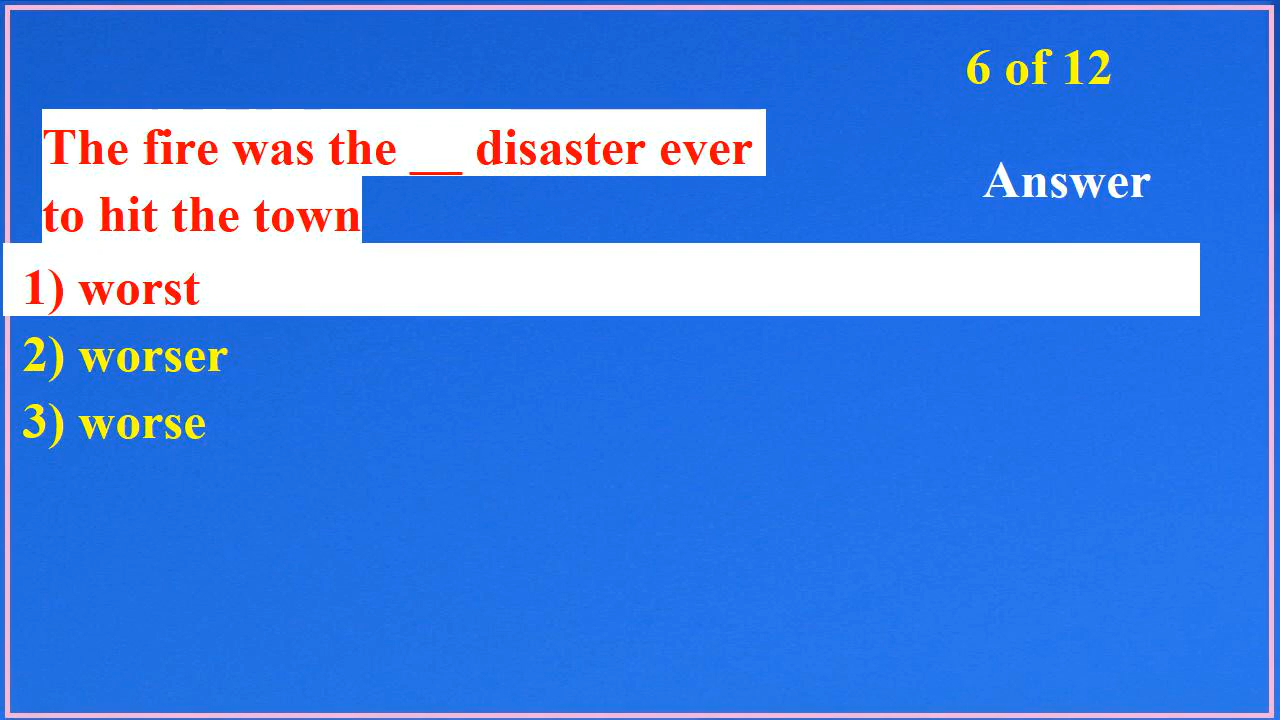 6 of 12
The fire was the __ disaster ever
to hit the town
Answer
1) worst
2) worser
3) worse